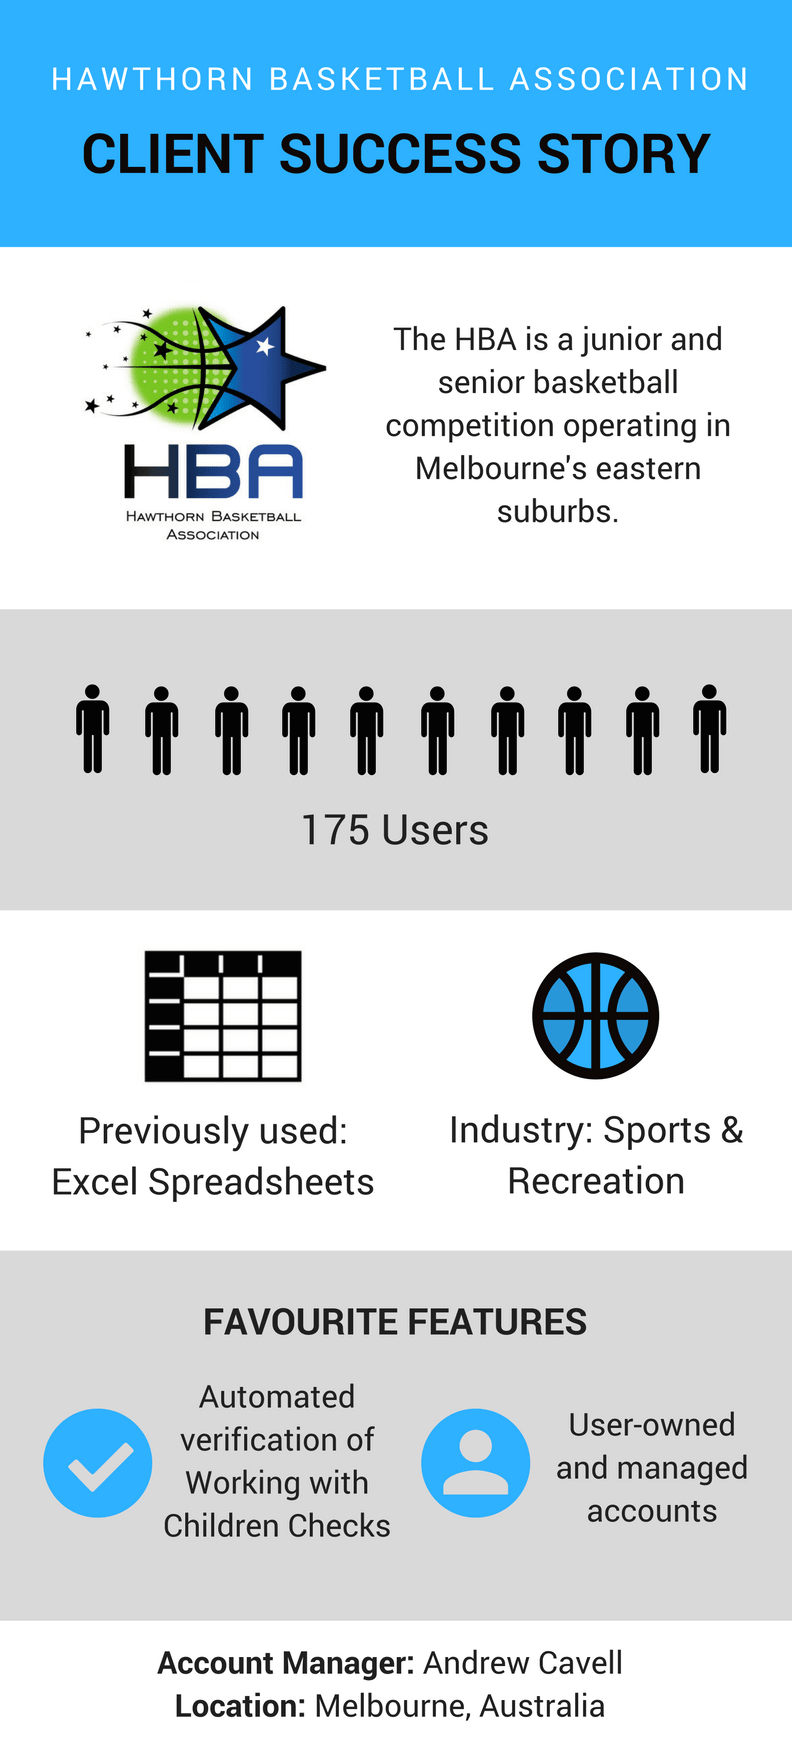 HAWTHORN BASKETBALL ASSOCIATION
CLIENT SUCCESS STORY
HBA
HAWTHORN BASKETBALL
ASSOCIATION
The HBA is a junior and
senior basketball
competition operating in
Melbourne's eastern
suburbs.
175 Users
Previously used:
Excel Spreadsheets
Industry: Sports &
Recreation
FAVOURITE FEATURES
Automated
verification of
Working with
Children Checks
User-owned
and managed
accounts
Account Manager: Andrew Cavell
Location: Melbourne, Australia